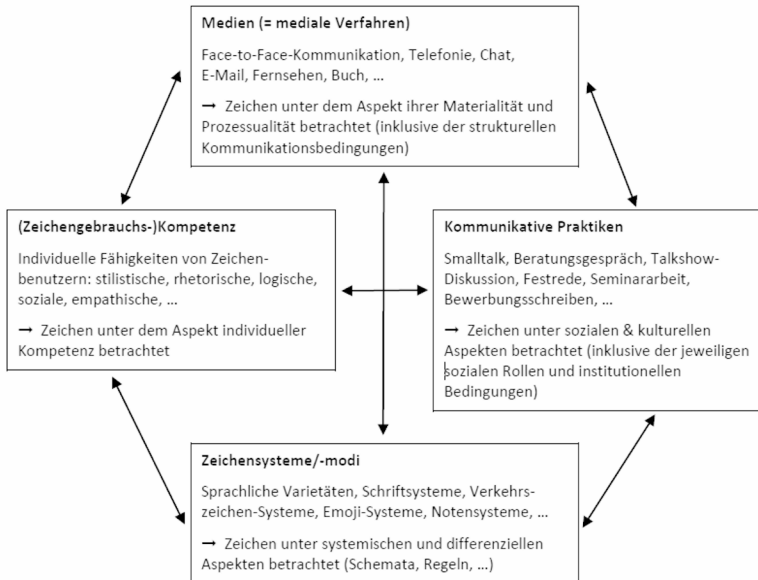 Medien (= mediale Verfahren)
Face-to-Face-Kommunikation, Telefonie, Chat,
E-Mail, Fernsehen, Buch, ...
→ Zeichen unter dem Aspekt ihrer Materialität und
Prozessualität betrachtet (inklusive der strukturellen
Kommunikationsbedingungen)
(Zeichengebrauchs-)Kompetenz
Individuelle Fähigkeiten von Zeichen-
benutzern: stilistische, rhetorische, logische,
soziale, empathische, ...
→ Zeichen unter dem Aspekt individueller
Kompetenz betrachtet
Kommunikative Praktiken
Smalltalk, Beratungsgespräch, Talkshow-
Diskussion, Festrede, Seminararbeit,
Bewerbungsschreiben, ...
→ Zeichen unter sozialen & kulturellen
Aspekten betrachtet (inklusive der jeweiligen
sozialen Rollen und institutionellen
Bedingungen)
Zeichensysteme/-modi
Sprachliche Varietäten, Schriftsysteme, Verkehrs-
zeichen-Systeme, Emoji-Systeme, Notensysteme, ...
→ Zeichen unter systemischen und differenziellen
Aspekten betrachtet (Schemata, Regeln, ...)